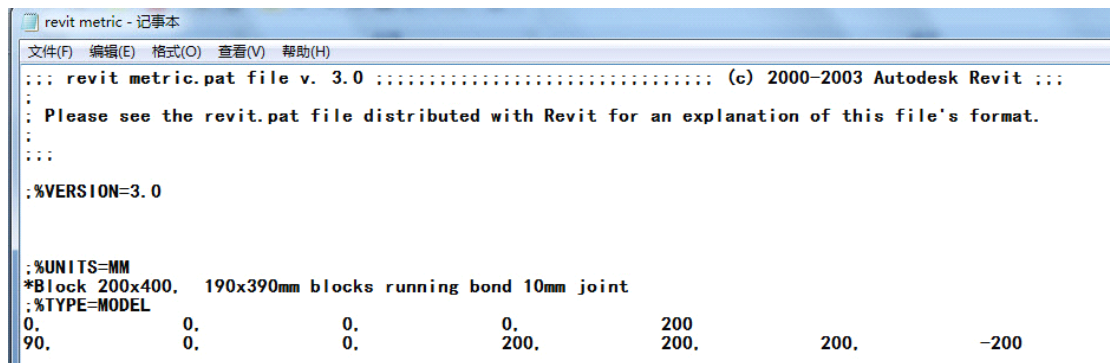 revit metric - 记事本
文件(F) 编辑(E) 格式(O) 查看(V) 帮助(H)
;;; revit metric.pat file v. 3.0 ;;;;;;;;;;;;;;;;;;;;;;;;;;;;;;;; (c) 2000-2003 Autodesk Revit ;;;
;
; Please see the revit.pat file distributed with Revit for an explanation of this file's format.
;
;;;
;%VERSION=3.0
;%UNITS=MM
*Block 200x400, 190x390mm blocks running bond 10mm joint
;%TYPE=MODEL
0, 0, 0, 0, 200
90, 0, 0, 200, 200, 200, -200